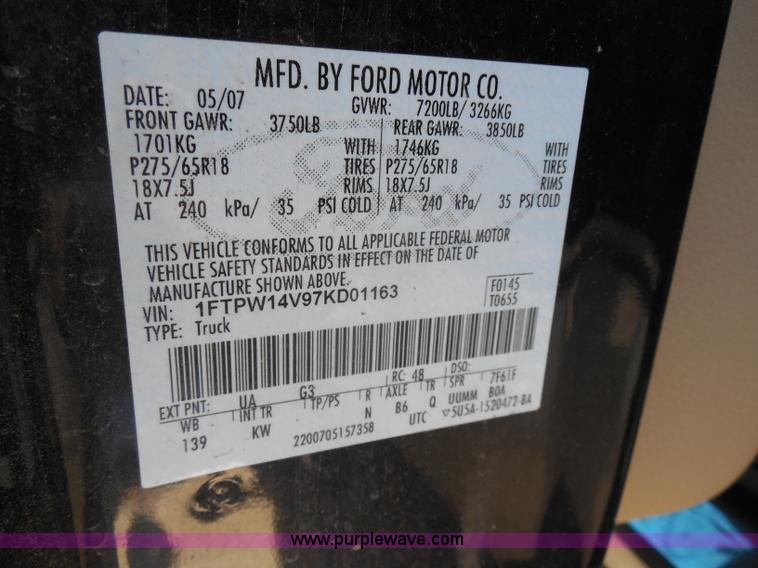 MFD. BY FORD MOTOR CO.
DATE: 05/07 GVWR: 7200LB/ 3266KG
FRONT GAWR: 3750LB REAR GAWR: 3850LB
1701KG WITH 1746KG WITH
P275/65R18 TIRES P275/65R18 TIRES
18X7.5J RIMS 18X7.5J RIMS
AT 240 kPa/ 35 PSI COLD AT 240 kPa/ 35 PSI COLD
THIS VEHICLE CONFORMS TO ALL APPLICABLE FEDERAL MOTOR
VEHICLE SAFETY STANDARDS IN EFFECT ON THE DATE OF
MANUFACTURE SHOWN ABOVE.
VIN: 1FTPW14V97KD01163 F0145
TYPE: Truck T0655
EXT PNT: UA G3 RC: 48 DSO: 7F61F
WB INT TR TP/PS R AXLE TR SPR BOA
139 KW N B6 Q UUMM
2200705157358 UTC ▽5U5A-1520472-BA
Ford
www.purplewave.com